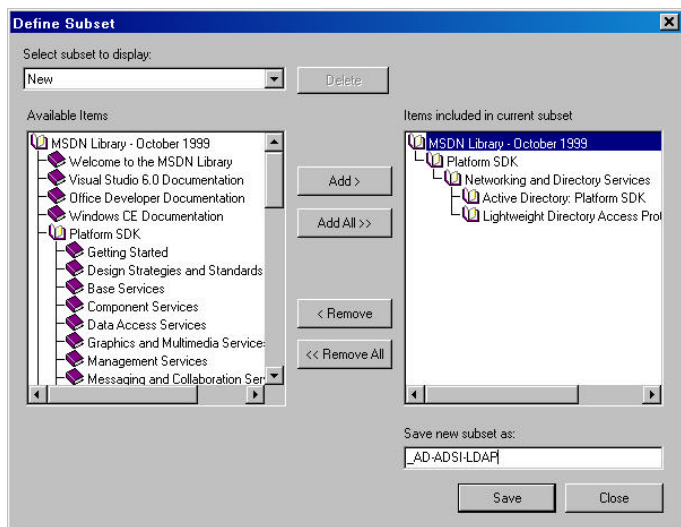 Define Subset
Select subset to display:
New
Delete
Available Items
MSDN Library - October 1999
Welcome to the MSDN Library
Visual Studio 6.0 Documentation
Office Developer Documentation
Windows CE Documentation
Platform SDK
Getting Started
Design Strategies and Standards
Base Services
Component Services
Data Access Services
Graphics and Multimedia Service
Management Services
Messaging and Collaboration Ser
Add >
Add All >>
< Remove
<< Remove All
Items included in current subset
MSDN Library - October 1999
Platform SDK
Networking and Directory Services
Active Directory: Platform SDK
Lightweight Directory Access Prot
Save new subset as:
_AD-ADSI-LDAP
Save
Close